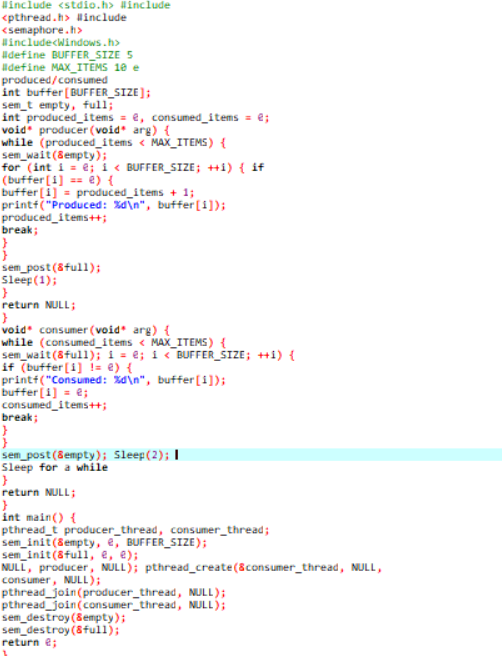 #include <stdio.h> #include
<pthread.h> #include
<semaphore.h>
#include<Windows.h>
#define BUFFER_SIZE 5
#define MAX_ITEMS 10 e
produced/consumed
int buffer[BUFFER_SIZE];
sem_t empty, full;
int produced_items = 0, consumed_items = 0;
void* producer(void* arg) {
while (produced_items < MAX_ITEMS) {
sem_wait(&empty);
for (int i = 0; i < BUFFER_SIZE; ++i) { if
(buffer[i] == 0) {
buffer[i] = produced_items + 1;
printf("Produced: %d\n", buffer[i]);
produced_items++;
break;
}
}
sem_post(&full);
Sleep(1);
}
return NULL;
}
void* consumer(void* arg) {
while (consumed_items < MAX_ITEMS) {
sem_wait(&full); i = 0; i < BUFFER_SIZE; ++i) {
if (buffer[i] != 0) {
printf("Consumed: %d\n", buffer[i]);
buffer[i] = 0;
consumed_items++;
break;
}
}
sem_post(&empty); Sleep(2);
Sleep for a while
}
return NULL;
}
int main() {
pthread_t producer_thread, consumer_thread;
sem_init(&empty, 0, BUFFER_SIZE);
sem_init(&full, 0, 0);
NULL, producer, NULL); pthread_create(&consumer_thread, NULL,
consumer, NULL);
pthread_join(producer_thread, NULL);
pthread_join(consumer_thread, NULL);
sem_destroy(&empty);
sem_destroy(&full);
return 0;
}